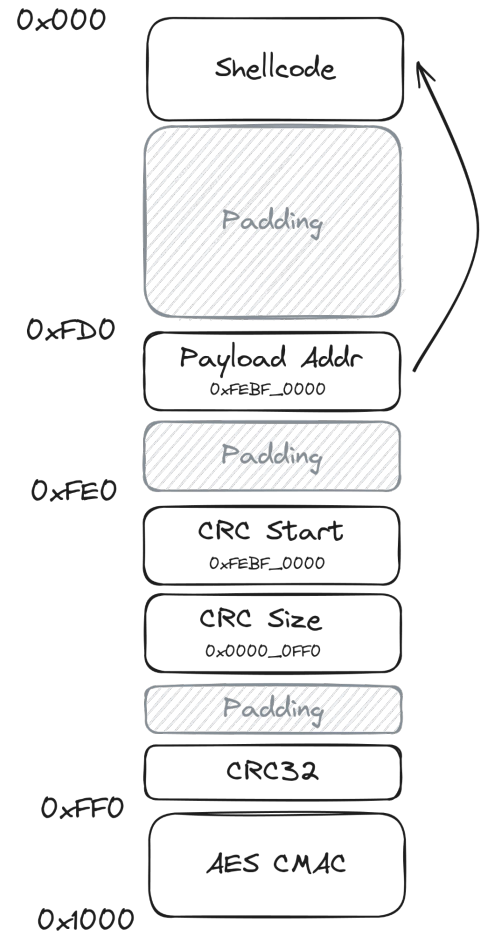 0x000
Shellcode
Padding
0xFD0
Payload Addr
0xFEBF_0000
Padding
0xFE0
CRC Start
0xFEBF_0000
CRC Size
0x0000_0FF0
Padding
CRC32
0xFF0
AES CMAC
0x1000